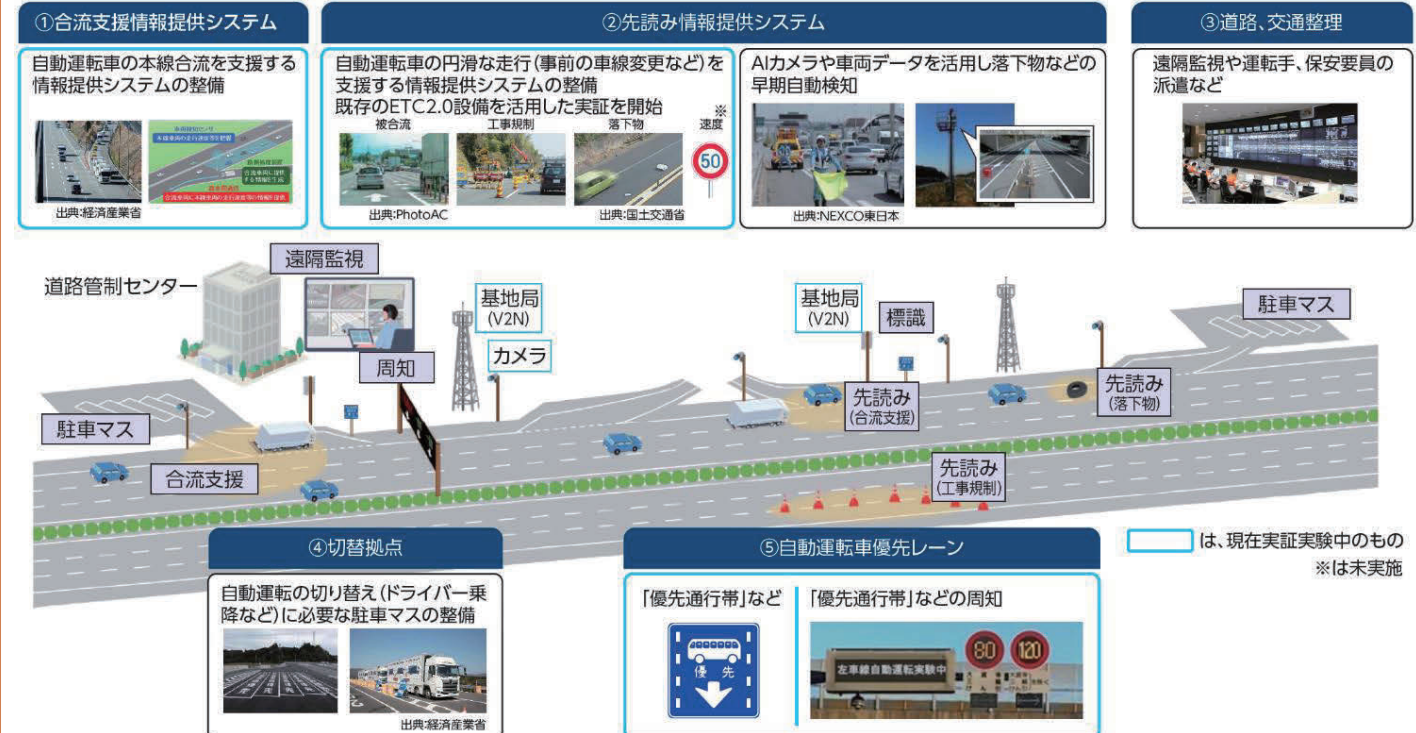 ①合流支援情報提供システム
自動運転車の本線合流を支援する
情報提供システムの整備
出典:経済産業省
②先読み情報提供システム
自動運転車の円滑な走行(事前の車線変更など)を
支援する情報提供システムの整備
既存のETC2.0設備を活用した実証を開始
※
被合流
工事規制
落下物
速度
50
出典:PhotoAC
出典:国土交通省
AIカメラや車両データを活用し落下物などの
早期自動検知
出典:NEXCO東日本
③道路、交通整理
遠隔監視や運転手、保安要員の
派遣など
道路管制センター
遠隔監視
基地局
(V2N)
カメラ
周知
駐車マス
合流支援
基地局
(V2N)
標識
先読み
(合流支援)
先読み
(落下物)
駐車マス
先読み
(工事規制)
④切替拠点
自動運転の切り替え(ドライバー乗
降など)に必要な駐車マスの整備
出典:経済産業省
⑤自動運転車優先レーン
「優先通行帯」など
優先
「優先通行帯」などの周知
左車線自動運転実験中
80
120
は、現在実証実験中のもの
※は未実施